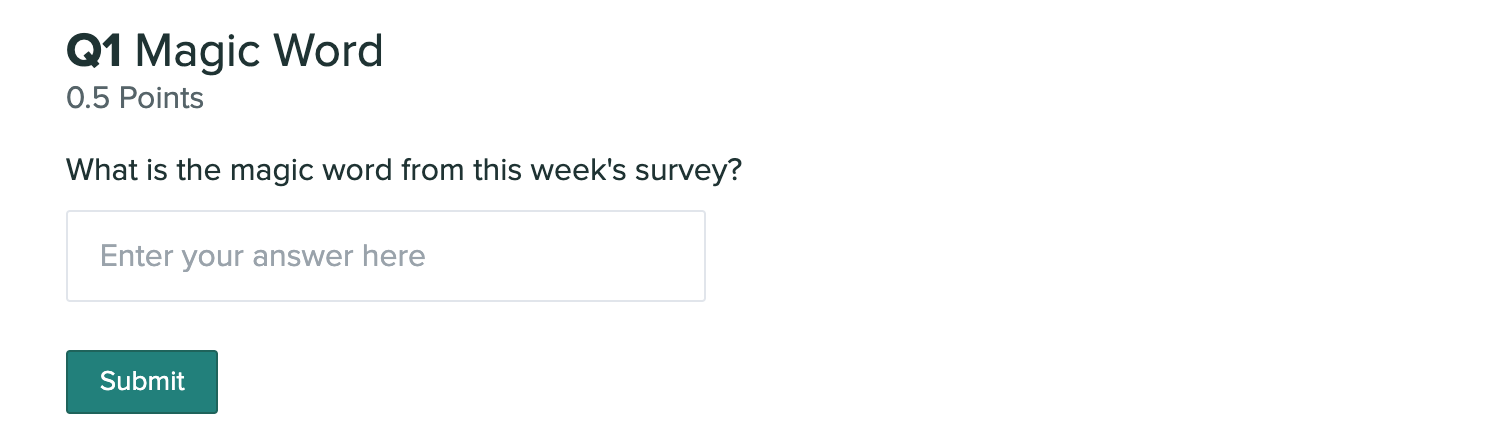 Q1 Magic Word
0.5 Points
What is the magic word from this week's survey?
Enter your answer here
Submit